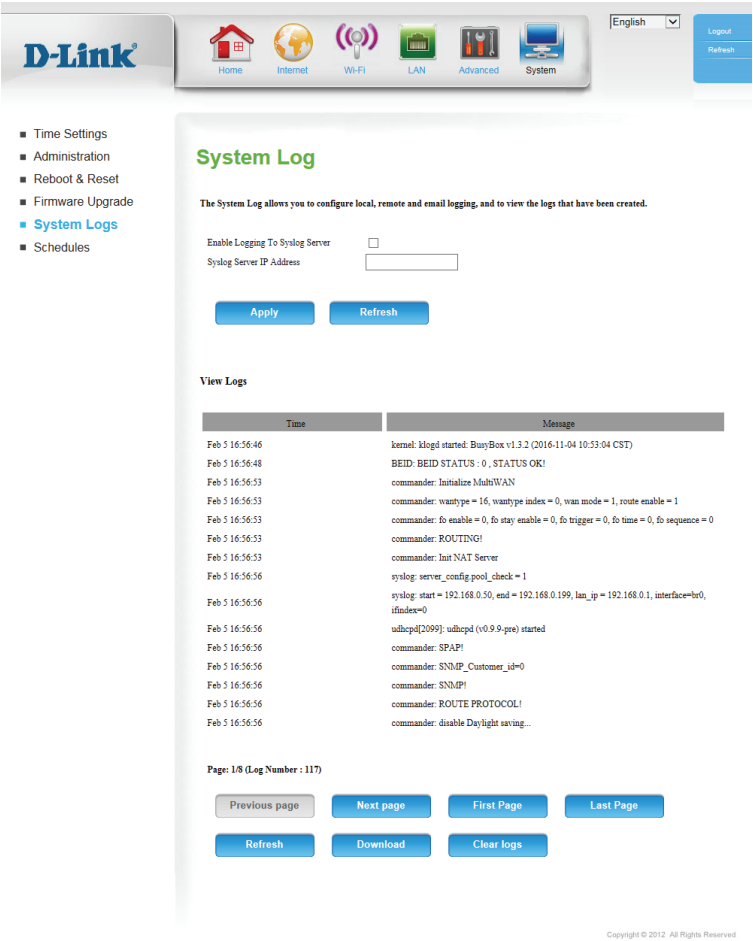 D-Link®
Home
Internet
Wi-Fi
LAN
Advanced
System
English
Logout
Refresh
Time Settings
Administration
Reboot & Reset
Firmware Upgrade
System Logs
Schedules
System Log
The System Log allows you to configure local, remote and email logging, and to view the logs that have been created.
Enable Logging To Syslog Server
Syslog Server IP Address
Apply Refresh
View Logs
Time Message
Feb 5 16:56:46 kernel: klogd started: BusyBox v1.3.2 (2016-11-04 10:53:04 CST)
Feb 5 16:56:48 BEID: BEID STATUS : 0 , STATUS OK!
Feb 5 16:56:53 commander: Initialize MultiWAN
Feb 5 16:56:53 commander: wantype = 16, wantype index = 0, wan mode = 1, route enable = 1
Feb 5 16:56:53 commander: fo enable = 0, fo stay enable = 0, fo trigger = 0, fo time = 0, fo sequence = 0
Feb 5 16:56:53 commander: ROUTING!
Feb 5 16:56:53 commander: Init NAT Server
Feb 5 16:56:56 syslog: server_config.pool_check = 1
Feb 5 16:56:56 syslog: start = 192.168.0.50, end = 192.168.0.199, lan_ip = 192.168.0.1, interface=br0,
ifindex=0
Feb 5 16:56:56 udhcpd[2099]: udhcpd (v0.9.9-pre) started
Feb 5 16:56:56 commander: SPAP!
Feb 5 16:56:56 commander: SNMP_Customer_id=0
Feb 5 16:56:56 commander: SNMP!
Feb 5 16:56:56 commander: ROUTE PROTOCOL!
Feb 5 16:56:56 commander: disable Daylight saving...
Page: 1/8 (Log Number : 117)
Previous page Next page First Page Last Page
Refresh Download Clear logs
Copyright © 2012 All Rights Reserved